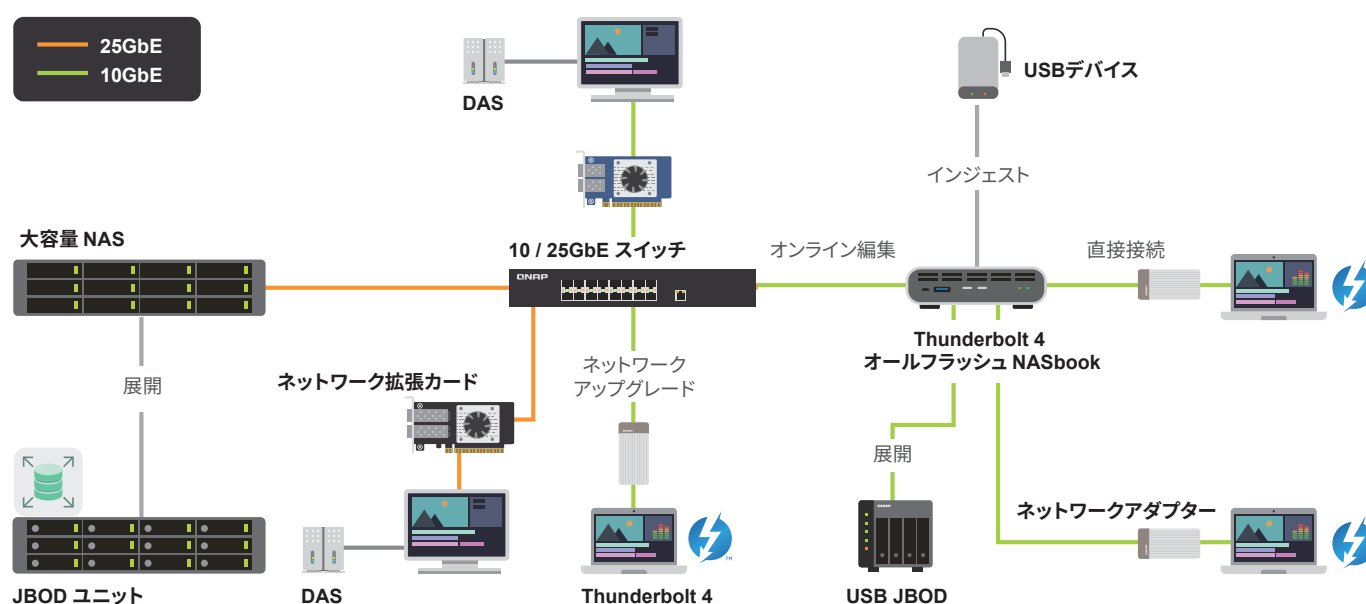 25GbE
10GbE
DAS
USBデバイス
インジェスト
大容量 NAS
10 / 25GbE スイッチ
オンライン編集
直接接続
QNAP
Thunderbolt 4
オールフラッシュ NASbook
展開
ネットワーク拡張カード
ネットワーク
アップグレード
展開
ネットワークアダプター
JBOD ユニット
DAS
Thunderbolt 4
USB JBOD